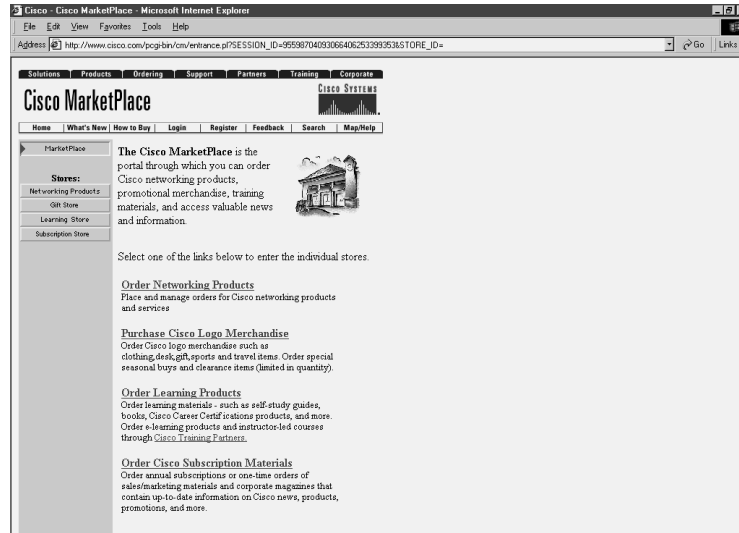 Cisco - Cisco MarketPlace - Microsoft Internet Explorer
File Edit View Favorites Tools Help
Address http://www.cisco.com/pcgi-bin/cm/entrance.pl?SESSION_ID=95598704093066406253399353&STORE_ID= Go Links
Solutions Products Ordering Support Partners Training Corporate
Cisco MarketPlace
CISCO SYSTEMS
Home What's New How to Buy Login Register Feedback Search Map/Help
MarketPlace
Stores:
Networking Products
Gift Store
Learning Store
Subscription Store
The Cisco MarketPlace is the
portal through which you can order
Cisco networking products,
promotional merchandise, training
materials, and access valuable news
and information.
Select one of the links below to enter the individual stores.
Order Networking Products
Place and manage orders for Cisco networking products
and services
Purchase Cisco Logo Merchandise
Order Cisco logo merchandise such as
clothing,desk,gift,sports and travel items. Order special
seasonal buys and clearance items (limited in quantity).
Order Learning Products
Order learning materials - such as self-study guides,
books, Cisco Career Certifications products, and more.
Order e-learning products and instructor-led courses
through Cisco Training Partners.
Order Cisco Subscription Materials
Order annual subscriptions or one-time orders of
sales/marketing materials and corporate magazines that
contain up-to-date information on Cisco news, products,
promotions, and more.